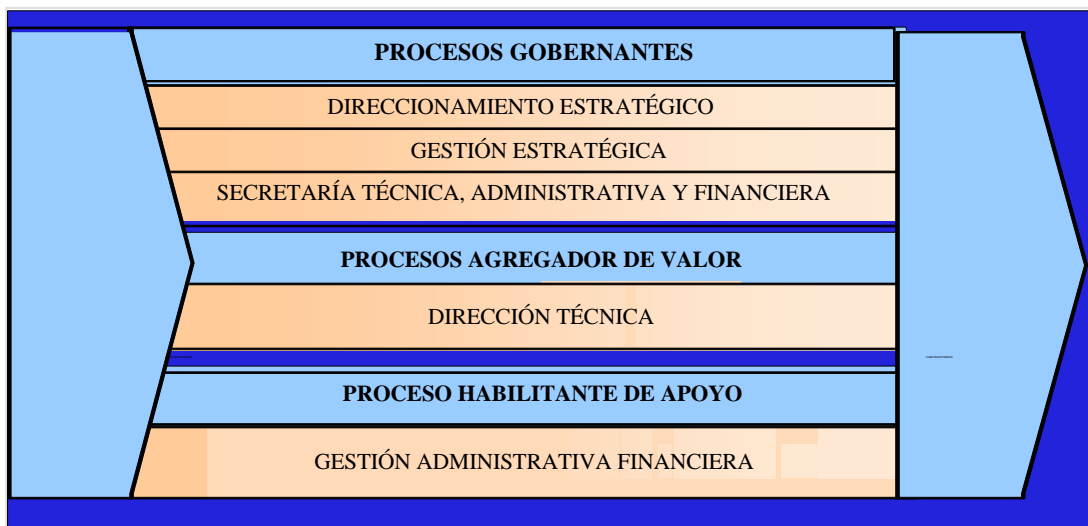 PROCESOS GOBERNANTES
DIRECCIONAMIENTO ESTRATÉGICO
GESTIÓN ESTRATÉGICA
SECRETARÍA TÉCNICA, ADMINISTRATIVA Y FINANCIERA
PROCESOS AGREGADOR DE VALOR
DIRECCIÓN TÉCNICA
PROCESO HABILITANTE DE APOYO
GESTIÓN ADMINISTRATIVA FINANCIERA